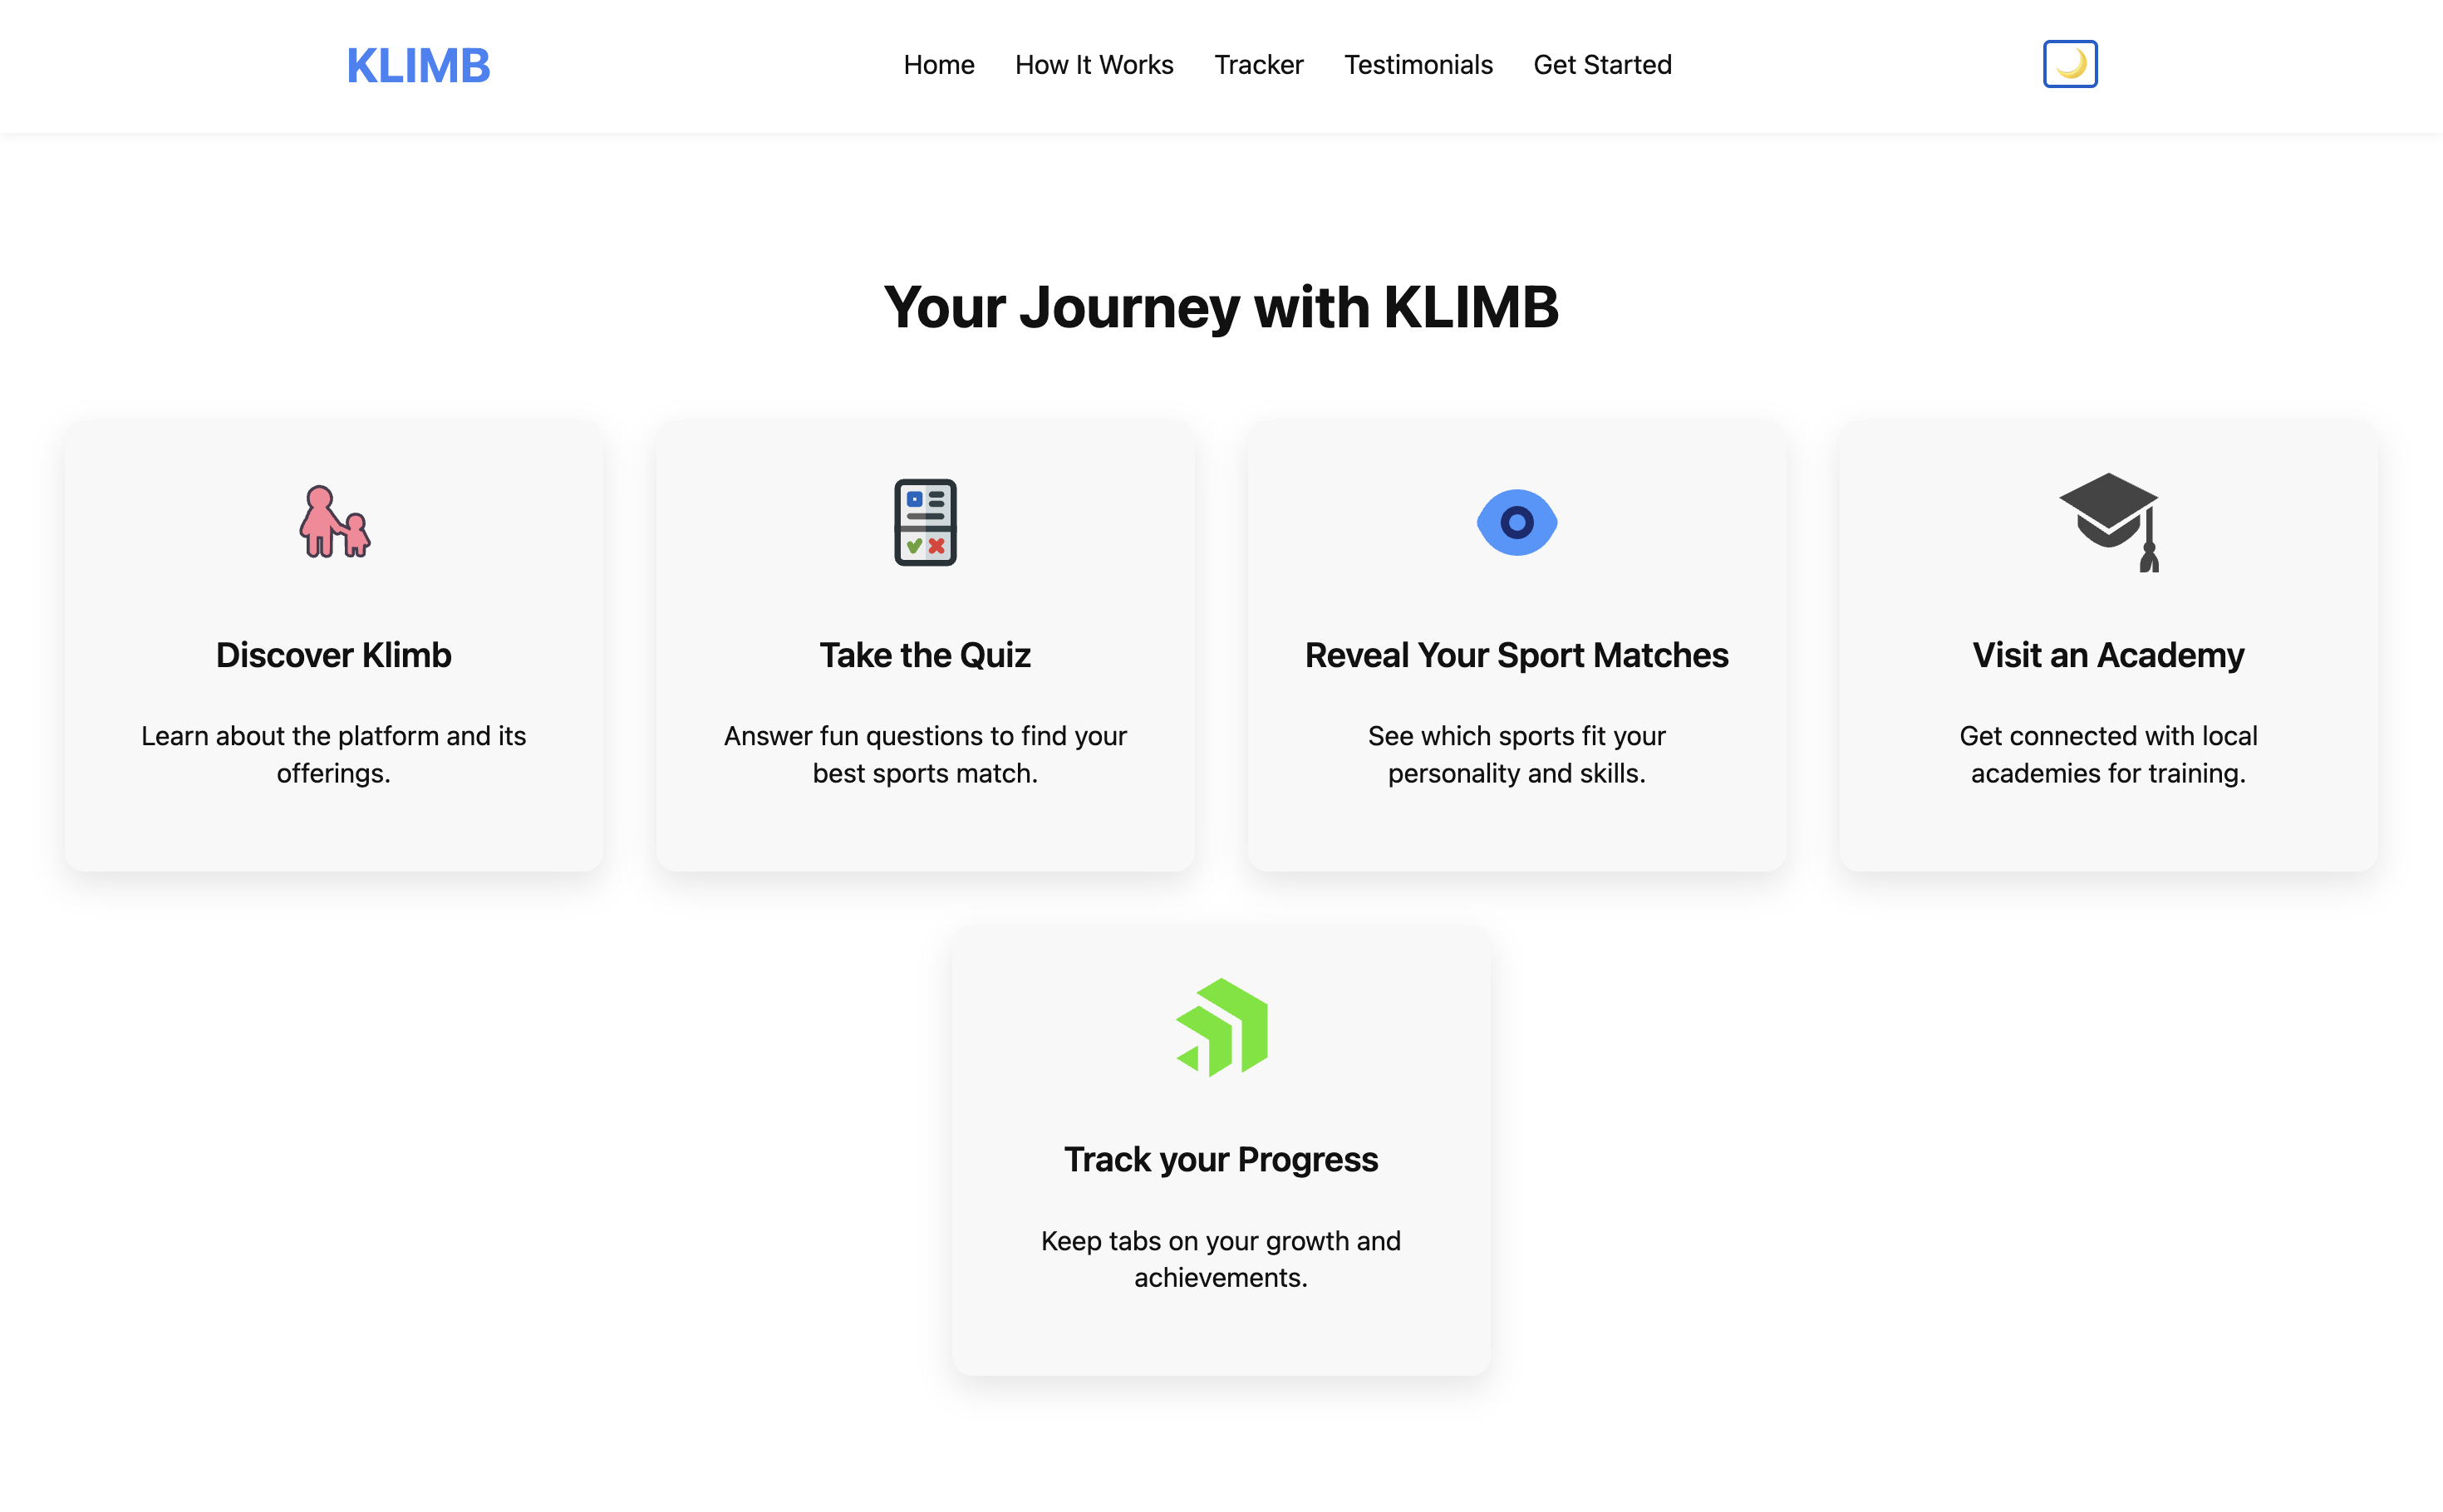 KLIMB
Home
How It Works
Tracker
Testimonials
Get Started
Your Journey with KLIMB
Discover Klimb
Learn about the platform and its
offerings.
Take the Quiz
Answer fun questions to find your
best sports match.
Reveal Your Sport Matches
See which sports fit your
personality and skills.
Visit an Academy
Get connected with local
academies for training.
Track your Progress
Keep tabs on your growth and
achievements.